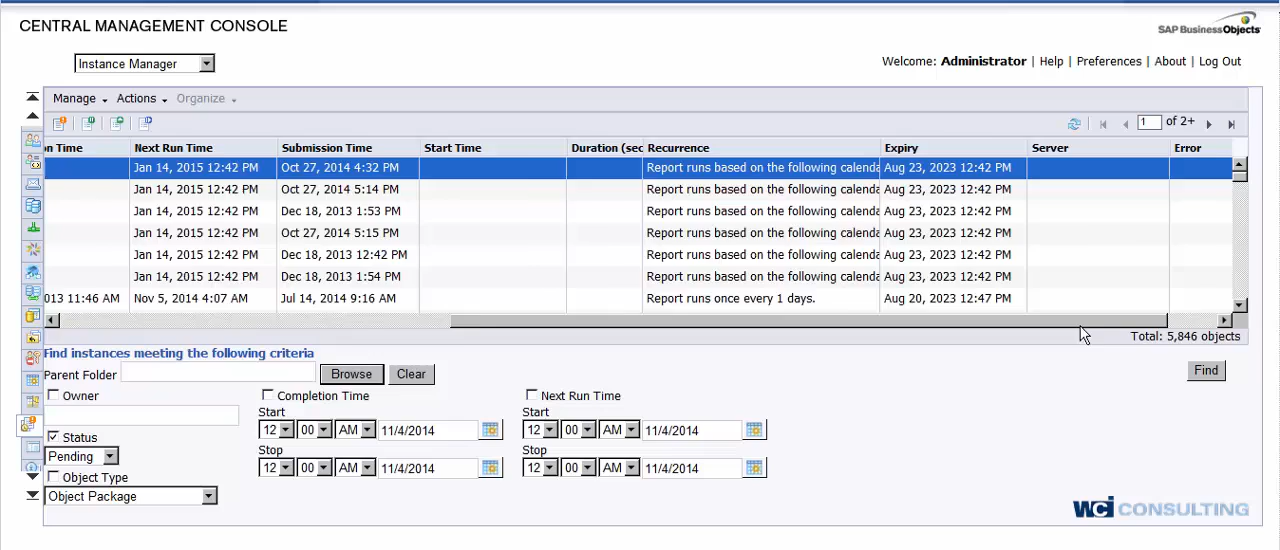 CENTRAL MANAGEMENT CONSOLE
SAP BusinessObjects
Instance Manager
Welcome: Administrator | Help | Preferences | About | Log Out
Manage Actions Organize
1 of 2+
n Time Next Run Time Submission Time Start Time Duration (sec Recurrence Expiry Server Error
Jan 14, 2015 12:42 PM Oct 27, 2014 4:32 PM Report runs based on the following calenda Aug 23, 2023 12:42 PM
Jan 14, 2015 12:42 PM Oct 27, 2014 5:14 PM Report runs based on the following calenda Aug 23, 2023 12:42 PM
Jan 14, 2015 12:42 PM Dec 18, 2013 1:53 PM Report runs based on the following calenda Aug 23, 2023 12:42 PM
Jan 14, 2015 12:42 PM Oct 27, 2014 5:15 PM Report runs based on the following calenda Aug 23, 2023 12:42 PM
Jan 14, 2015 12:42 PM Dec 18, 2013 12:42 PM Report runs based on the following calenda Aug 23, 2023 12:42 PM
Jan 14, 2015 12:42 PM Dec 18, 2013 1:54 PM Report runs based on the following calenda Aug 23, 2023 12:42 PM
013 11:46 AM Nov 5, 2014 4:07 AM Jul 14, 2014 9:16 AM Report runs once every 1 days. Aug 20, 2023 12:47 PM
Total: 5,846 objects
Find instances meeting the following criteria
Parent Folder Browse Clear Find
Owner Completion Time Next Run Time
Start Start
12 00 AM 11/4/2014 12 00 AM 11/4/2014
Status
Stop Stop
Pending 12 00 AM 11/4/2014 12 00 AM 11/4/2014
Object Type
Object Package
WCI CONSULTING